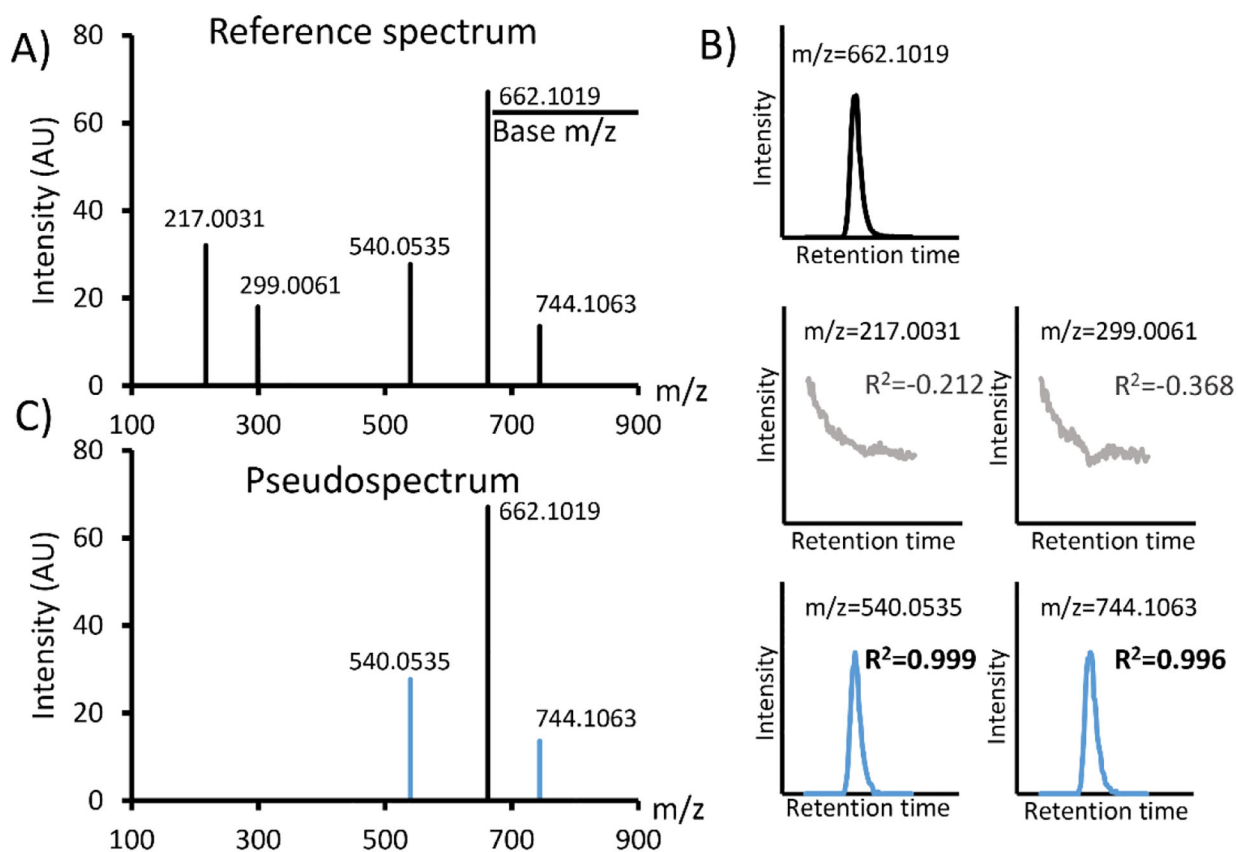 A)
Reference spectrum
Intensity (AU)
80
60
40
20
0
217.0031
299.0061
540.0535
662.1019
Base m/z
744.1063
100
300
500
700
900
m/z
B)
m/z=662.1019
Intensity
Retention time
m/z=217.0031
R²=-0.212
Intensity
Retention time
m/z=299.0061
R²=-0.368
Intensity
Retention time
m/z=540.0535
R²=0.999
Intensity
Retention time
m/z=744.1063
R²=0.996
Intensity
Retention time
C)
Pseudospectrum
Intensity (AU)
80
60
40
20
0
540.0535
662.1019
744.1063
100
300
500
700
900
m/z